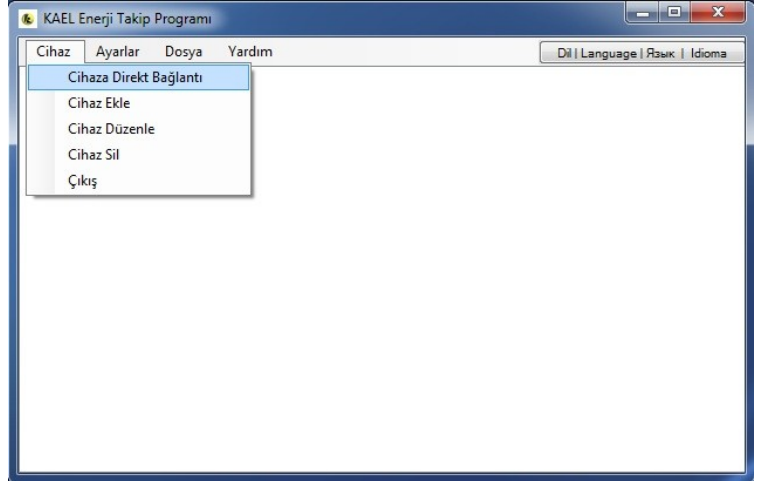 KAEL Enerji Takip Programı
Cihaz Ayarlar Dosya Yardım Dil | Language | Язык | Idioma
Cihaza Direkt Bağlantı
Cihaz Ekle
Cihaz Düzenle
Cihaz Sil
Çıkış